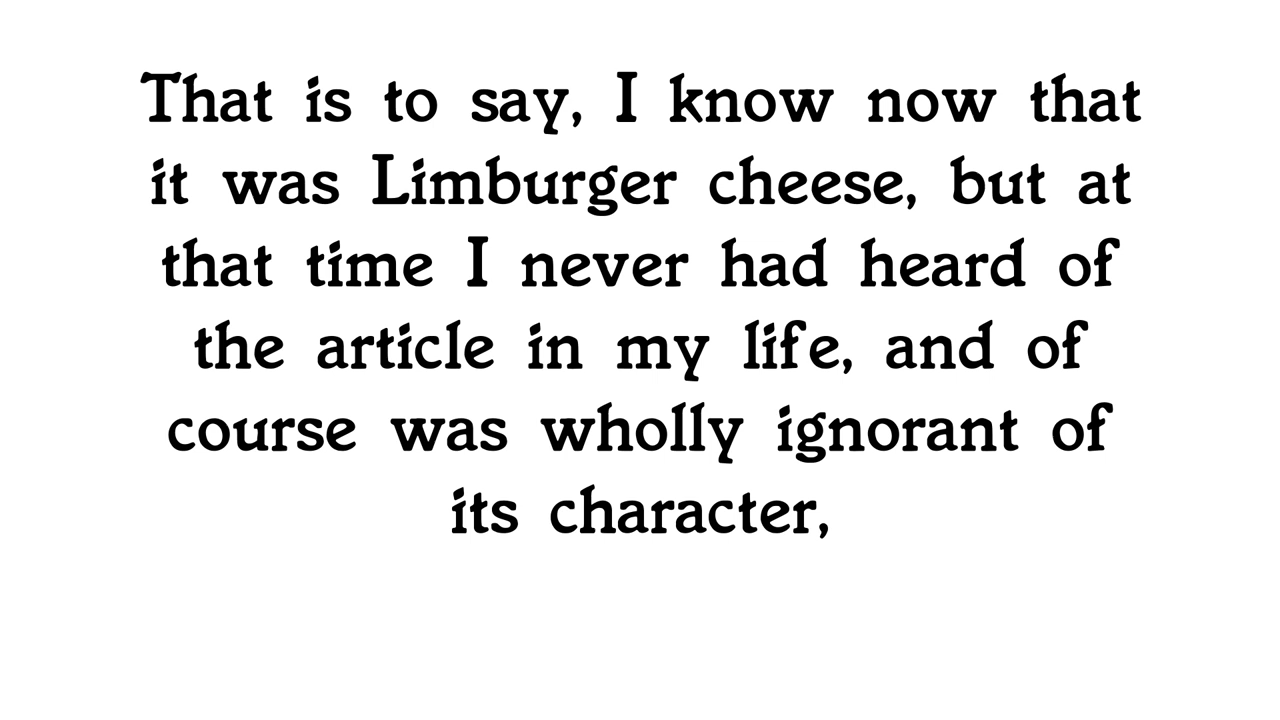 That is to say, I know now that
it was Limburger cheese, but at
that time I never had heard of
the article in my life, and of
course was wholly ignorant of
its character,